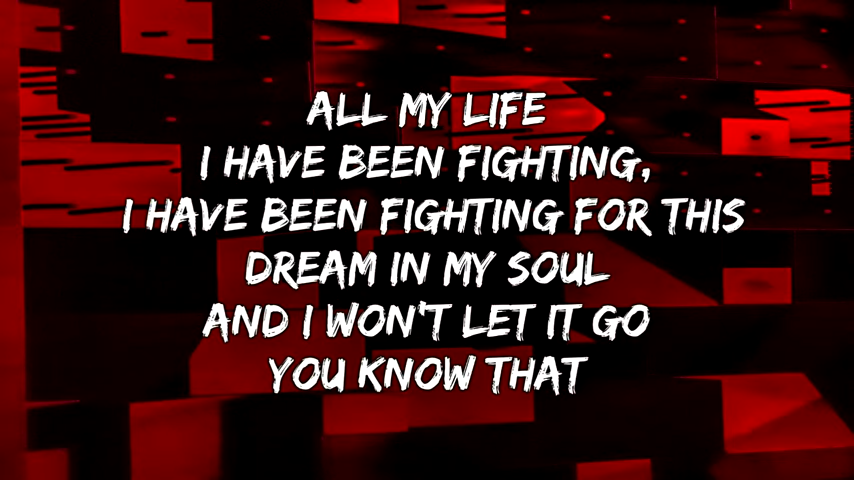 ALL MY LIFE
I HAVE BEEN FIGHTING,
I HAVE BEEN FIGHTING FOR THIS
DREAM IN MY SOUL
AND I WON'T LET IT GO
YOU KNOW THAT